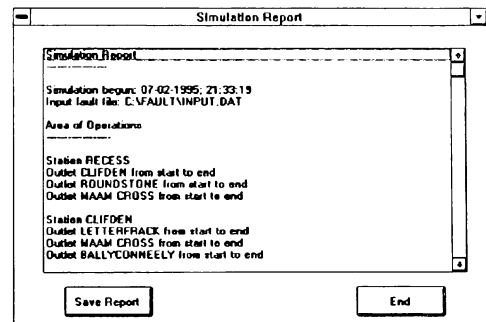 Simulation Report
Simulation Report
Simulation begun: 07-02-1995; 21:33:19
Input fault file: C:\FAULT\INPUT.DAT
Area of Operations
Station RECESS
Outlet CLIFDEN from start to end
Outlet ROUNDSTONE from start to end
Outlet MAAM CROSS from start to end
Station CLIFDEN
Outlet LETTERFRACK from start to end
Outlet MAAM CROSS from start to end
Outlet BALLYCONNEELY from start to end
Save Report
End